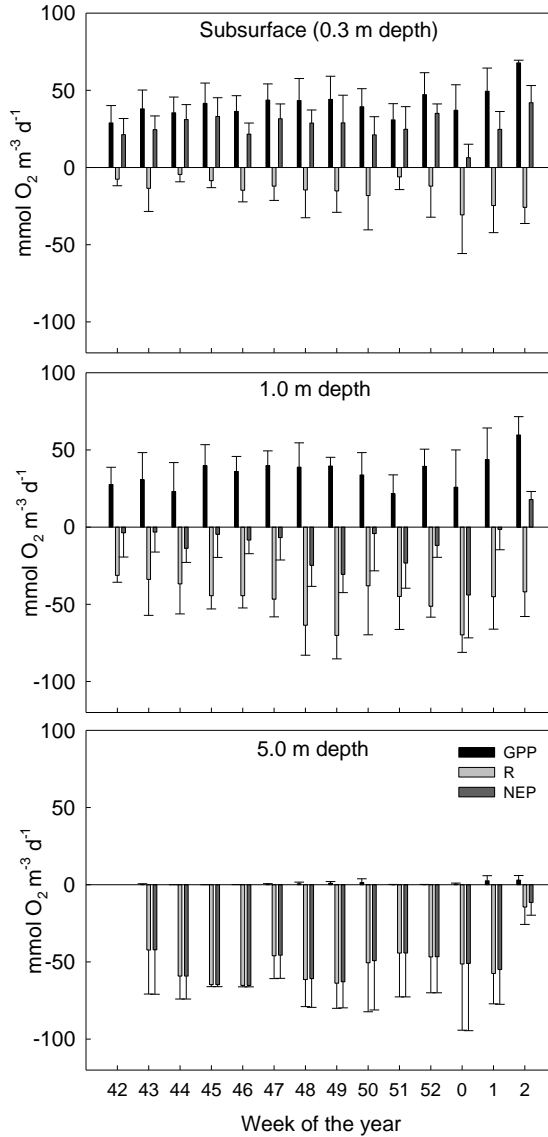 Subsurface (0.3 m depth)
100
50
0
-50
-100
mmol O₂ m⁻³ d⁻¹
1.0 m depth
100
50
0
-50
-100
mmol O₂ m⁻³ d⁻¹
5.0 m depth
GPP
R
NEP
100
50
0
-50
-100
mmol O₂ m⁻³ d⁻¹
42 43 44 45 46 47 48 49 50 51 52 0 1 2
Week of the year